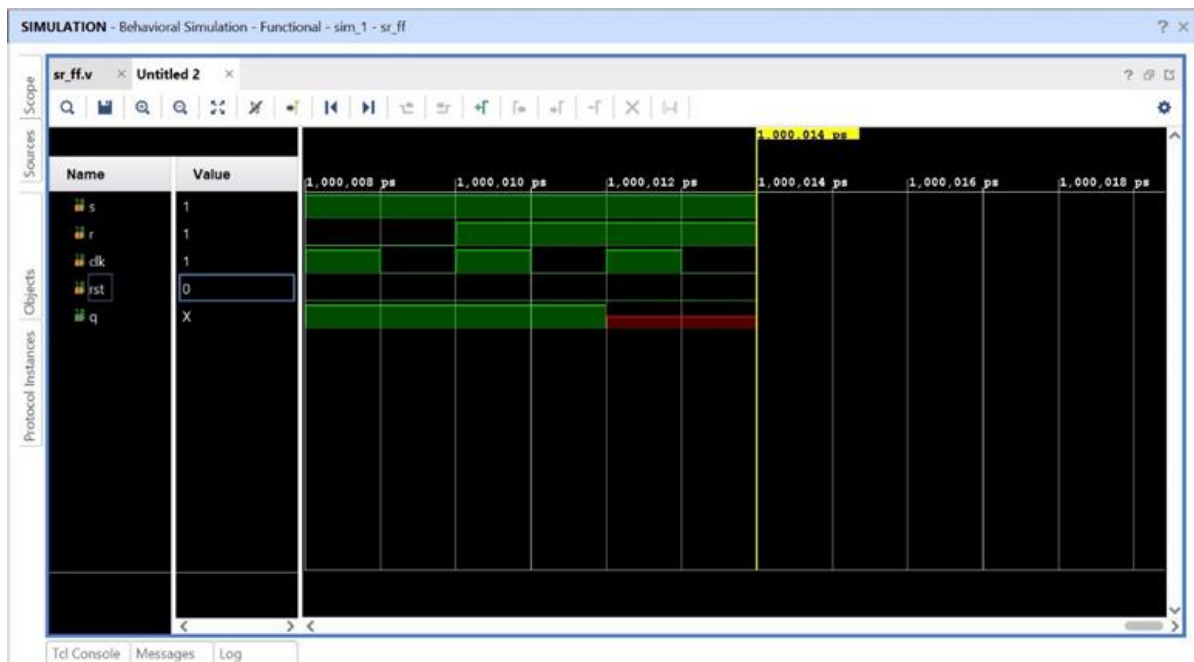 SIMULATION - Behavioral Simulation - Functional - sim_1 - sr_ff
sr_ff.v
Untitled 2
Scope
Sources
Objects
Protocol Instances
1,000,014 ps
Name Value
1,000,008 ps 1,000,010 ps 1,000,012 ps 1,000,014 ps 1,000,016 ps 1,000,018 ps
s 1
r 1
clk 1
rst 0
q X
Tcl Console Messages Log